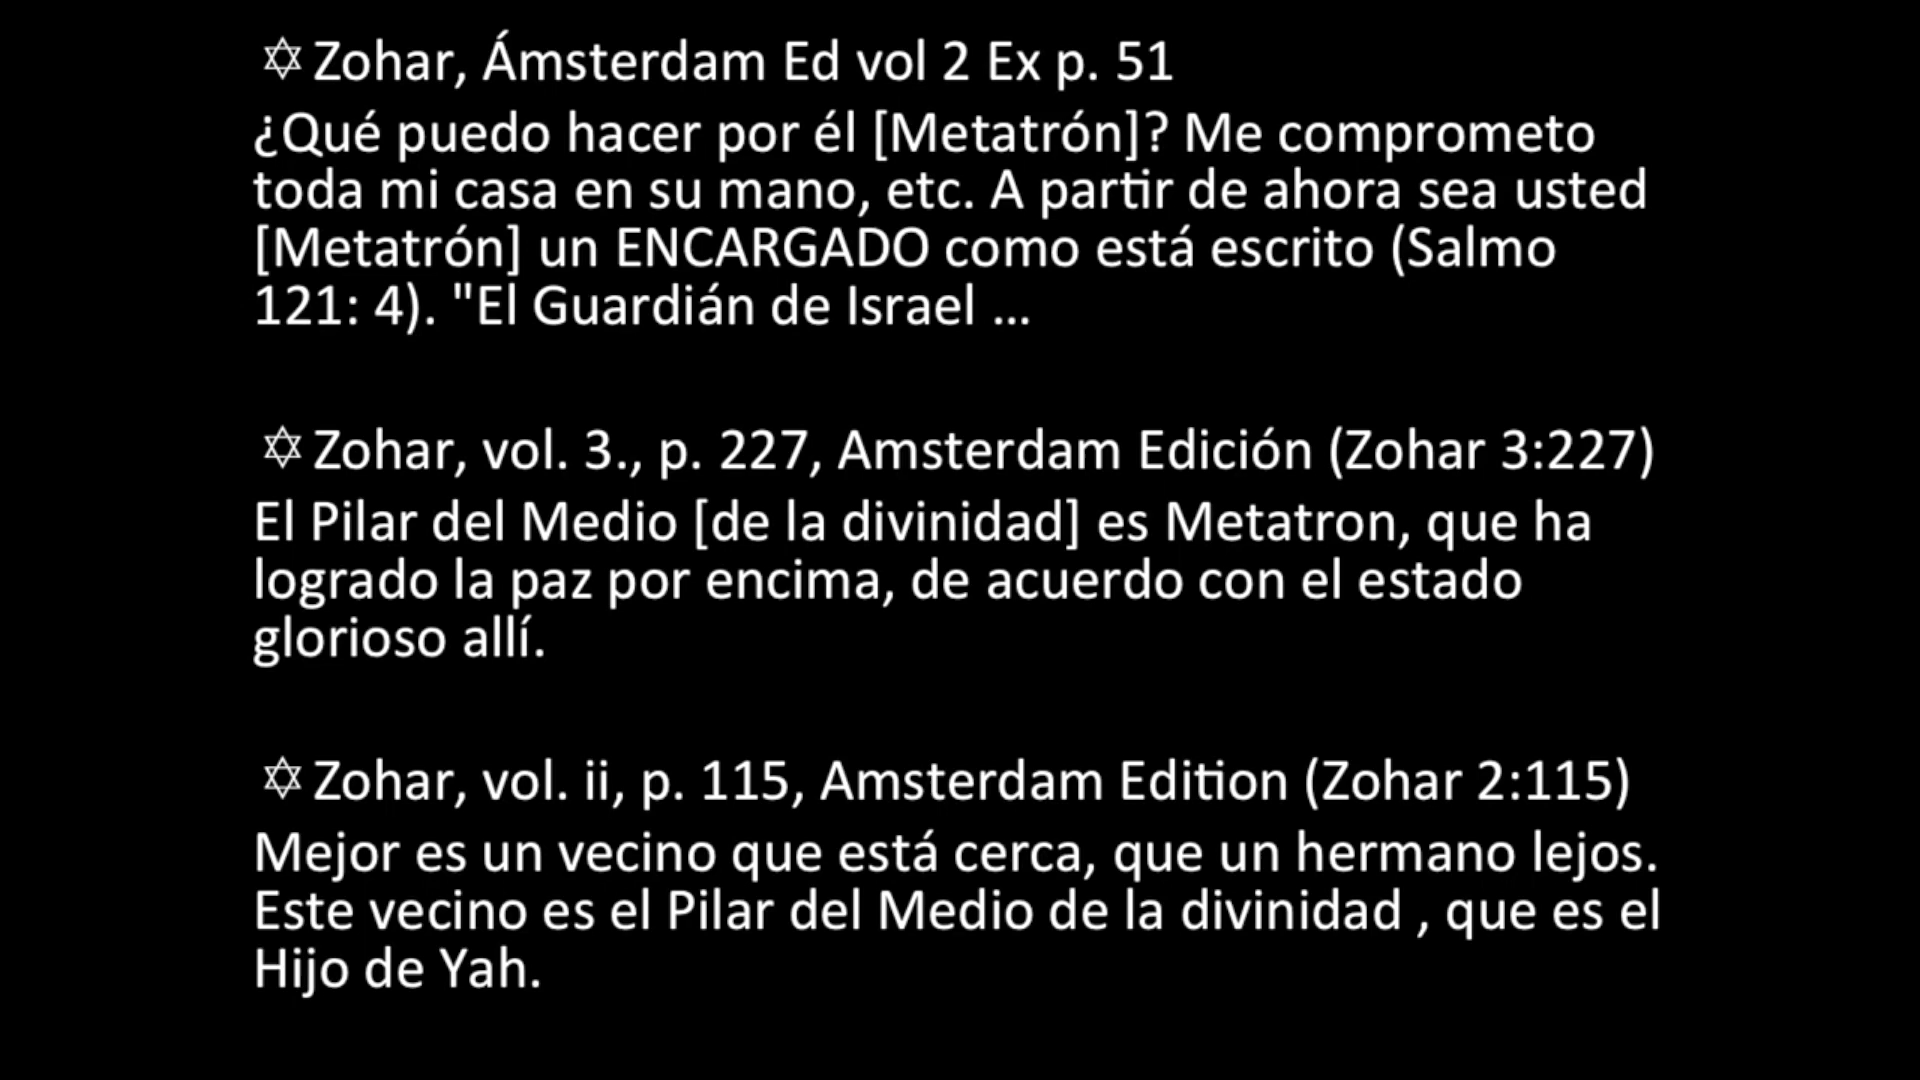 ✡Zohar, Ámsterdam Ed vol 2 Ex p. 51
¿Qué puedo hacer por él [Metatrón]? Me comprometo
toda mi casa en su mano, etc. A partir de ahora sea usted
[Metatrón] un ENCARGADO como está escrito (Salmo
121: 4). "El Guardián de Israel ...
✡Zohar, vol. 3., p. 227, Amsterdam Edición (Zohar 3:227)
El Pilar del Medio [de la divinidad] es Metatron, que ha
logrado la paz por encima, de acuerdo con el estado
glorioso allí.
✡Zohar, vol. ii, p. 115, Amsterdam Edition (Zohar 2:115)
Mejor es un vecino que está cerca, que un hermano lejos.
Este vecino es el Pilar del Medio de la divinidad , que es el
Hijo de Yah.